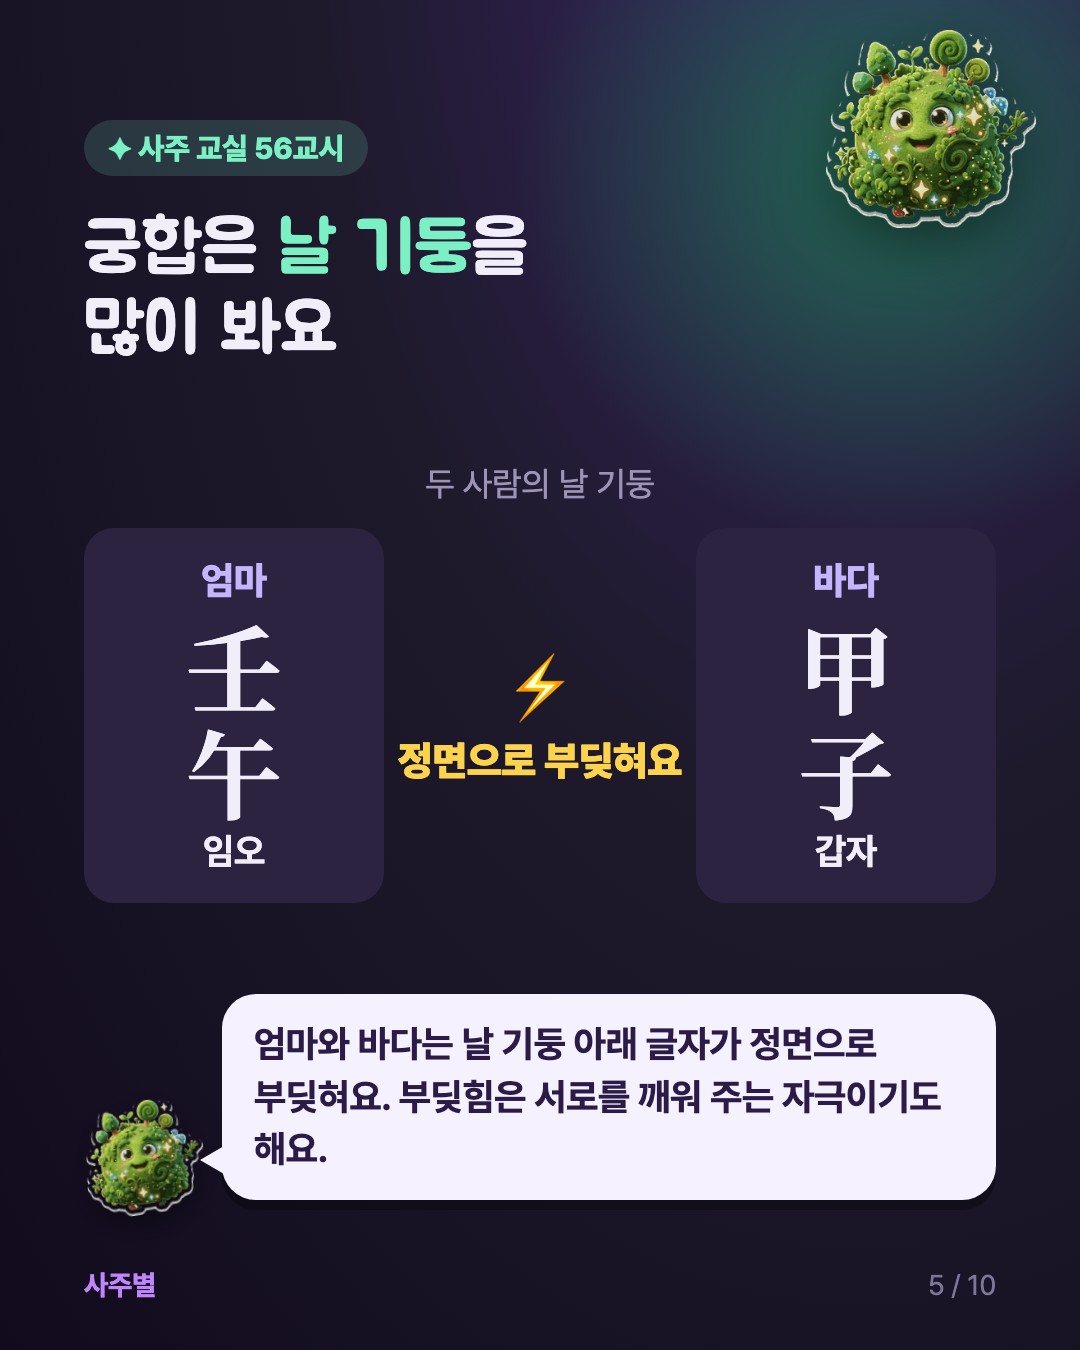 ✦ 사주 교실 56교시
궁합은 날 기둥을
많이 봐요
두 사람의 날 기둥
엄마
壬
午
임오
⚡
정면으로 부딪혀요
바다
甲
子
갑자
엄마와 바다는 날 기둥 아래 글자가 정면으로
부딪혀요. 부딪힘은 서로를 깨워 주는 자극이기도
해요.
사주별
5 / 10